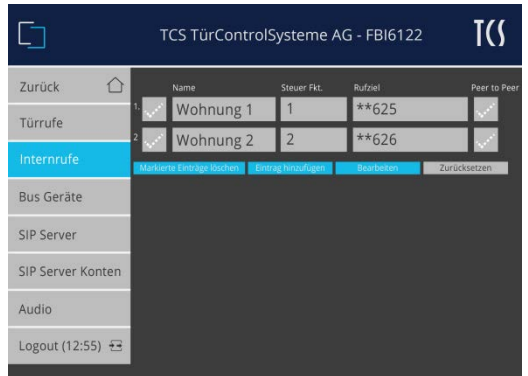 TCS TürControlSysteme AG - FBI6122
TCS
Zurück
Türrufe
Internrufe
Bus Geräte
SIP Server
SIP Server Konten
Audio
Logout (12:55)
Name Steuer Fkt. Rufziel Peer to Peer
1. Wohnung 1 1 **625
2 Wohnung 2 2 **626
Markierte Einträge löschen Eintrag hinzufügen Bearbeiten Zurücksetzen